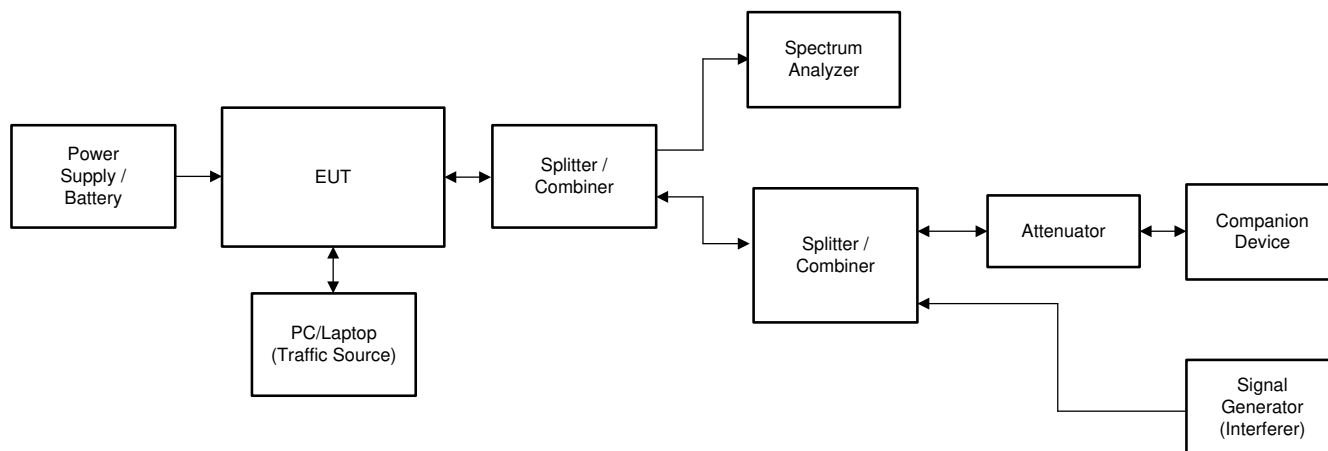 Spectrum
Analyzer
Power
Supply /
Battery
EUT
Splitter /
Combiner
Splitter /
Combiner
Attenuator
Companion
Device
PC/Laptop
(Traffic Source)
Signal
Generator
(Interferer)